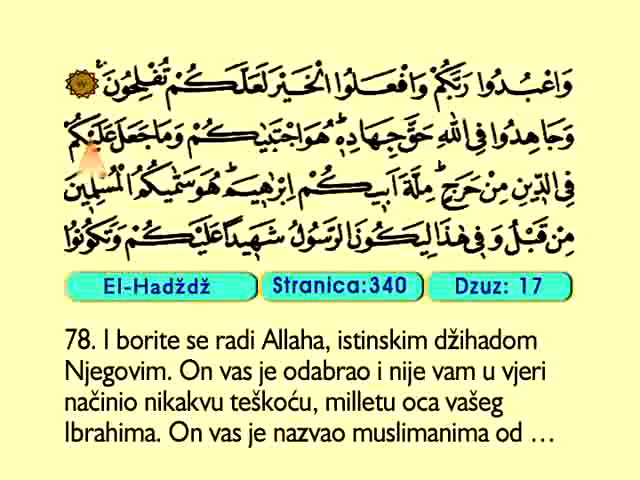 وَاعْبُدُوا رَبَّكُمْ وَافْعَلُوا الْخَيْرَ لَعَلَّكُمْ تُفْلِحُونَ
وَجَاهِدُوا فِي اللّٰهِ حَقَّ جِهَادِهٖ هُوَ اجْتَبٰيكُمْ وَمَا جَعَلَ عَلَيْكُمْ
فِي الدّ۪ينِ مِنْ حَرَجٍ مِلَّةَ اَب۪يكُمْ اِبْرٰه۪يمَ هُوَ سَمّٰيكُمُ الْمُسْلِم۪ينَ
مِنْ قَبْلُ وَف۪ي هٰذَا لِيَكُونَ الرَّسُولُ شَه۪يدًا عَلَيْكُمْ وَتَكُونُوا
El-Hadždž Stranica:340 Dzuz: 17
78. I borite se radi Allaha, istinskim džihadom
Njegovim. On vas je odabrao i nije vam u vjeri
načinio nikakvu teškoću, milletu oca vašeg
Ibrahima. On vas je nazvao muslimanima od …